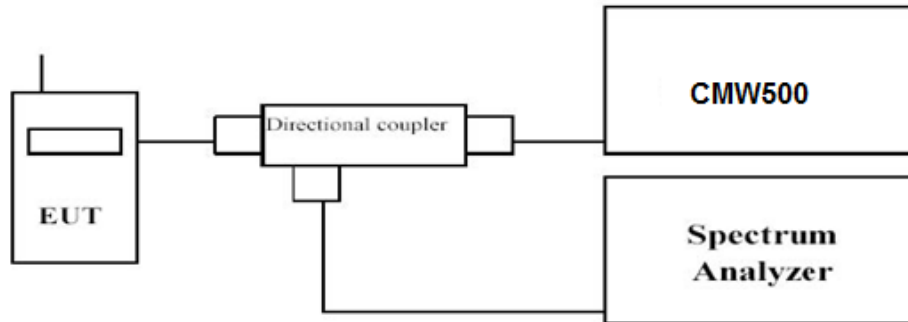 CMW500
Directional coupler
EUT
Spectrum
Analyzer